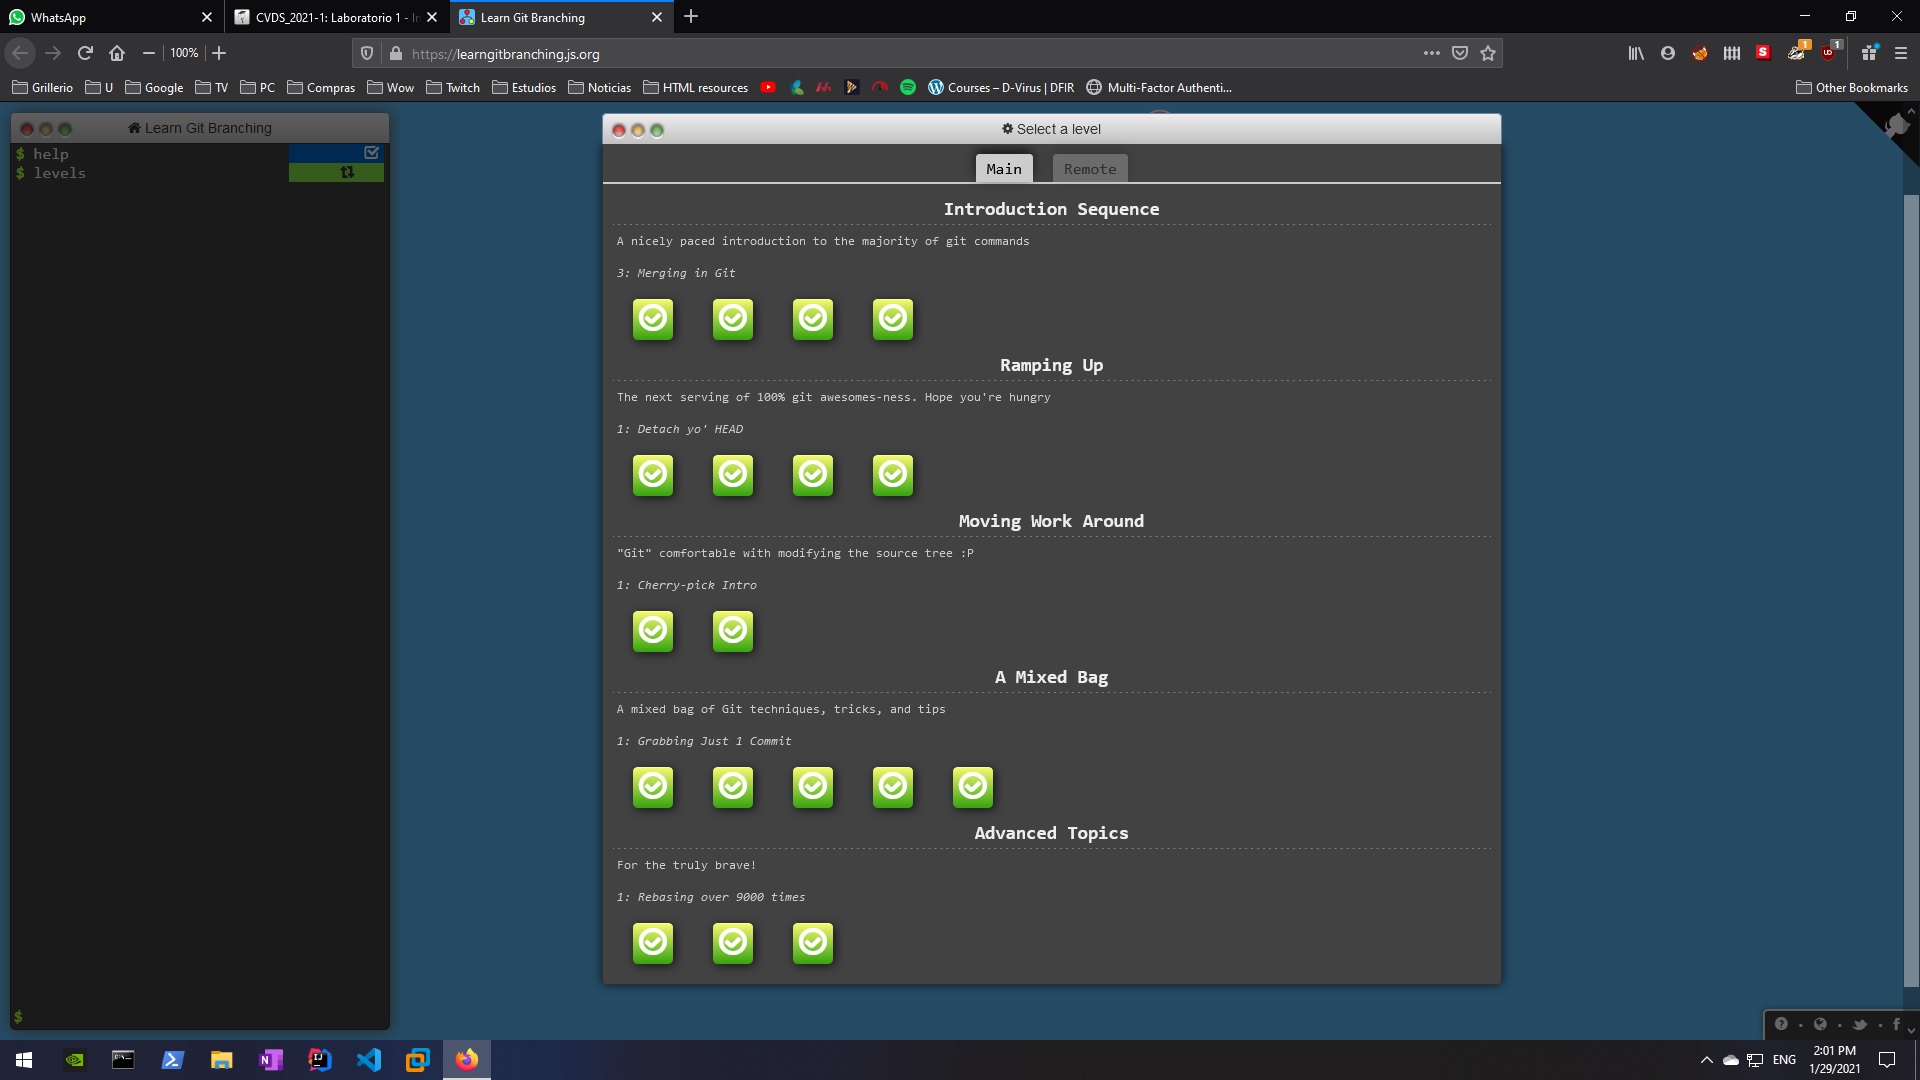 WhatsApp
CVDS_2021-1: Laboratorio 1 - In
Learn Git Branching
100%
https://learngitbranching.js.org
1
1
Grillerio
U
Google
TV
PC
Compras
Wow
Twitch
Estudios
Noticias
HTML resources
Courses – D-Virus | DFIR
Multi-Factor Authenti...
Other Bookmarks
Learn Git Branching
$ help
$ levels
$
Select a level
Main
Remote
Introduction Sequence
A nicely paced introduction to the majority of git commands
3: Merging in Git
Ramping Up
The next serving of 100% git awesomes-ness. Hope you're hungry
1: Detach yo' HEAD
Moving Work Around
"Git" comfortable with modifying the source tree :P
1: Cherry-pick Intro
A Mixed Bag
A mixed bag of Git techniques, tricks, and tips
1: Grabbing Just 1 Commit
Advanced Topics
For the truly brave!
1: Rebasing over 9000 times
ENG
2:01 PM
1/29/2021